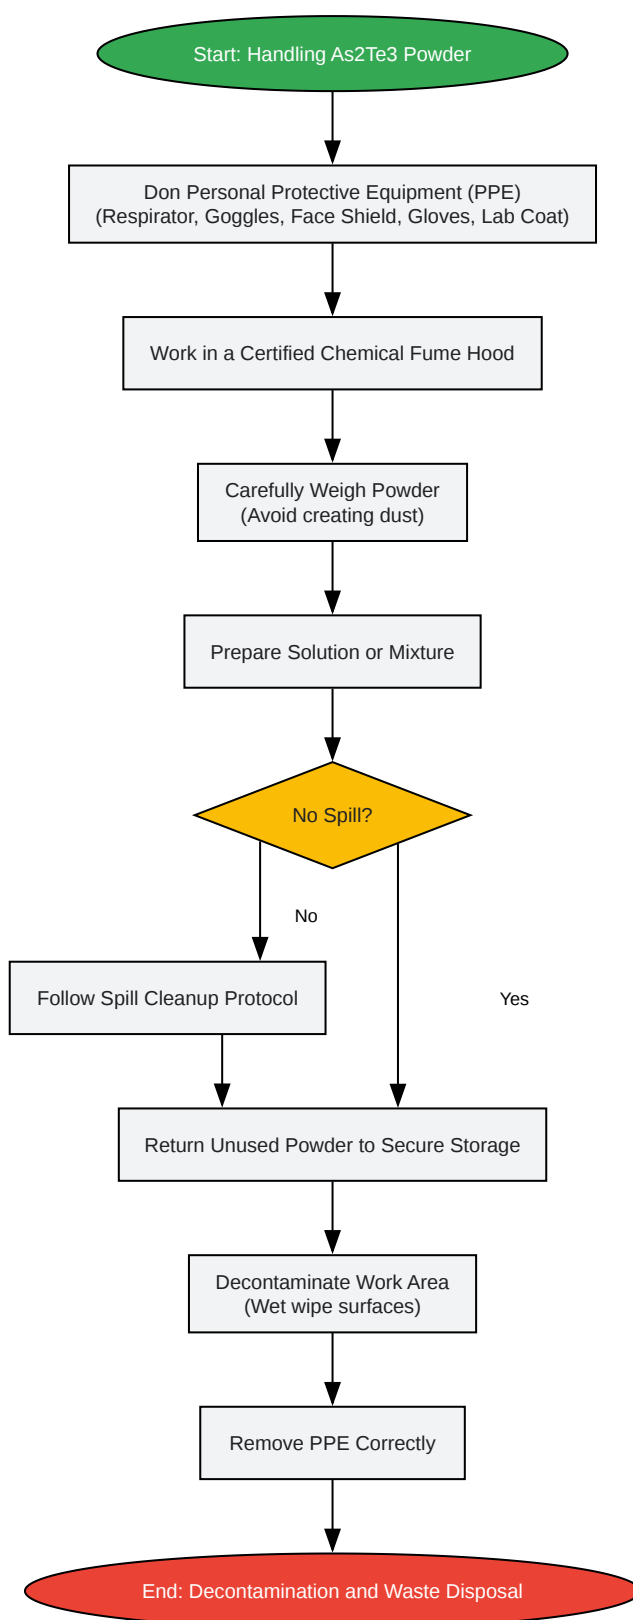 Start: Handling As2Te3 Powder
Don Personal Protective Equipment (PPE)
(Respirator, Goggles, Face Shield, Gloves, Lab Coat)
Work in a Certified Chemical Fume Hood
Carefully Weigh Powder
(Avoid creating dust)
Prepare Solution or Mixture
No Spill?
No
Follow Spill Cleanup Protocol
Yes
Return Unused Powder to Secure Storage
Decontaminate Work Area
(Wet wipe surfaces)
Remove PPE Correctly
End: Decontamination and Waste Disposal